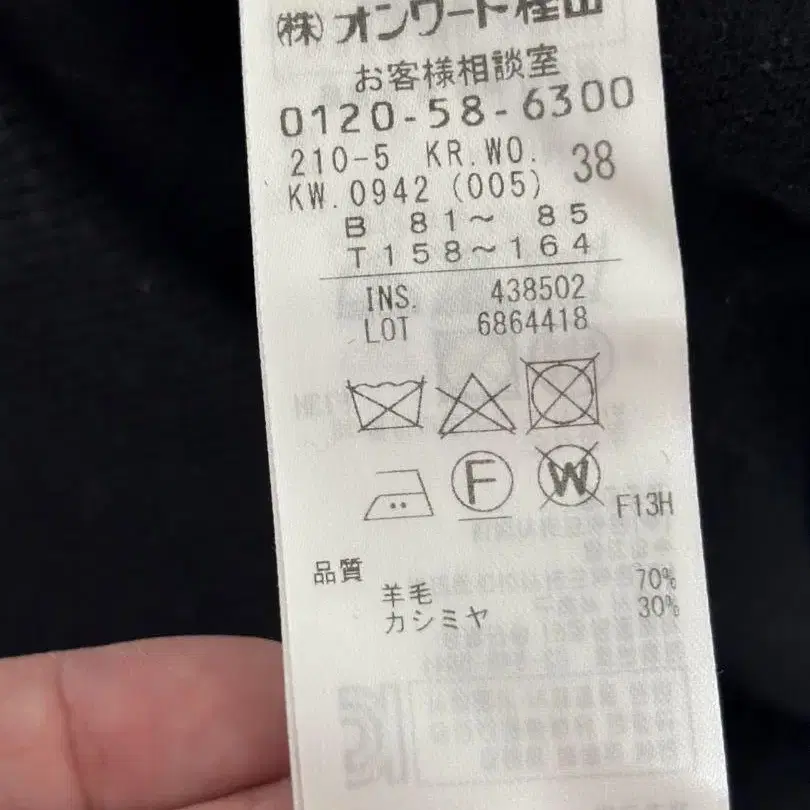 (株)オンワード樫山
お客様相談室
0120-58-6300
210-5 KR.WO. 38
KW.0942 (005)
B 81～ 85
T158～164
INS. 438502
LOT 6864418
F W F13H
品質
羊毛 70%
カシミヤ 30%